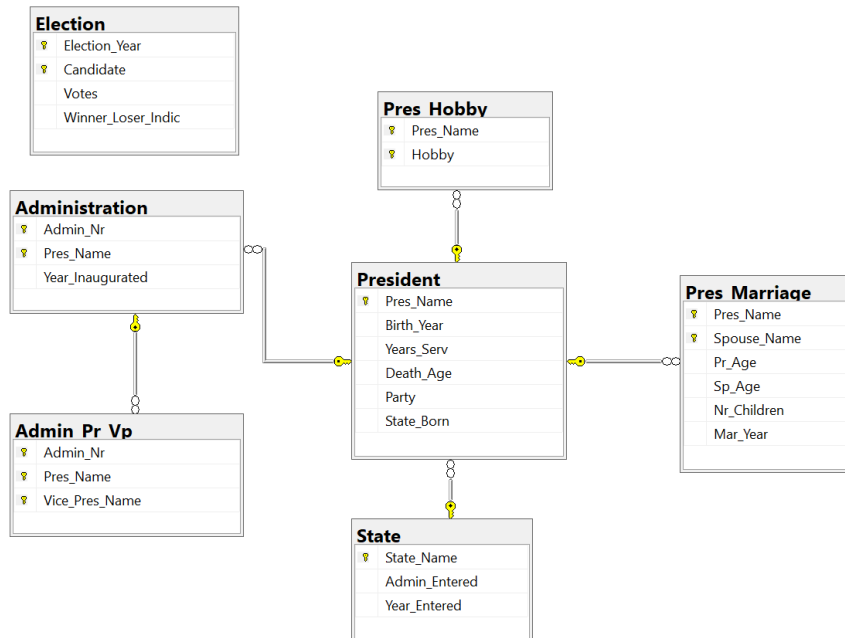 Election
Election_Year
Candidate
Votes
Winner_Loser_Indic
Pres_Hobby
Pres_Name
Hobby
Administration
Admin_Nr
Pres_Name
Year_Inaugurated
President
Pres_Name
Birth_Year
Years_Serv
Death_Age
Party
State_Born
Pres_Marriage
Pres_Name
Spouse_Name
Pr_Age
Sp_Age
Nr_Children
Mar_Year
Admin_Pr_Vp
Admin_Nr
Pres_Name
Vice_Pres_Name
State
State_Name
Admin_Entered
Year_Entered